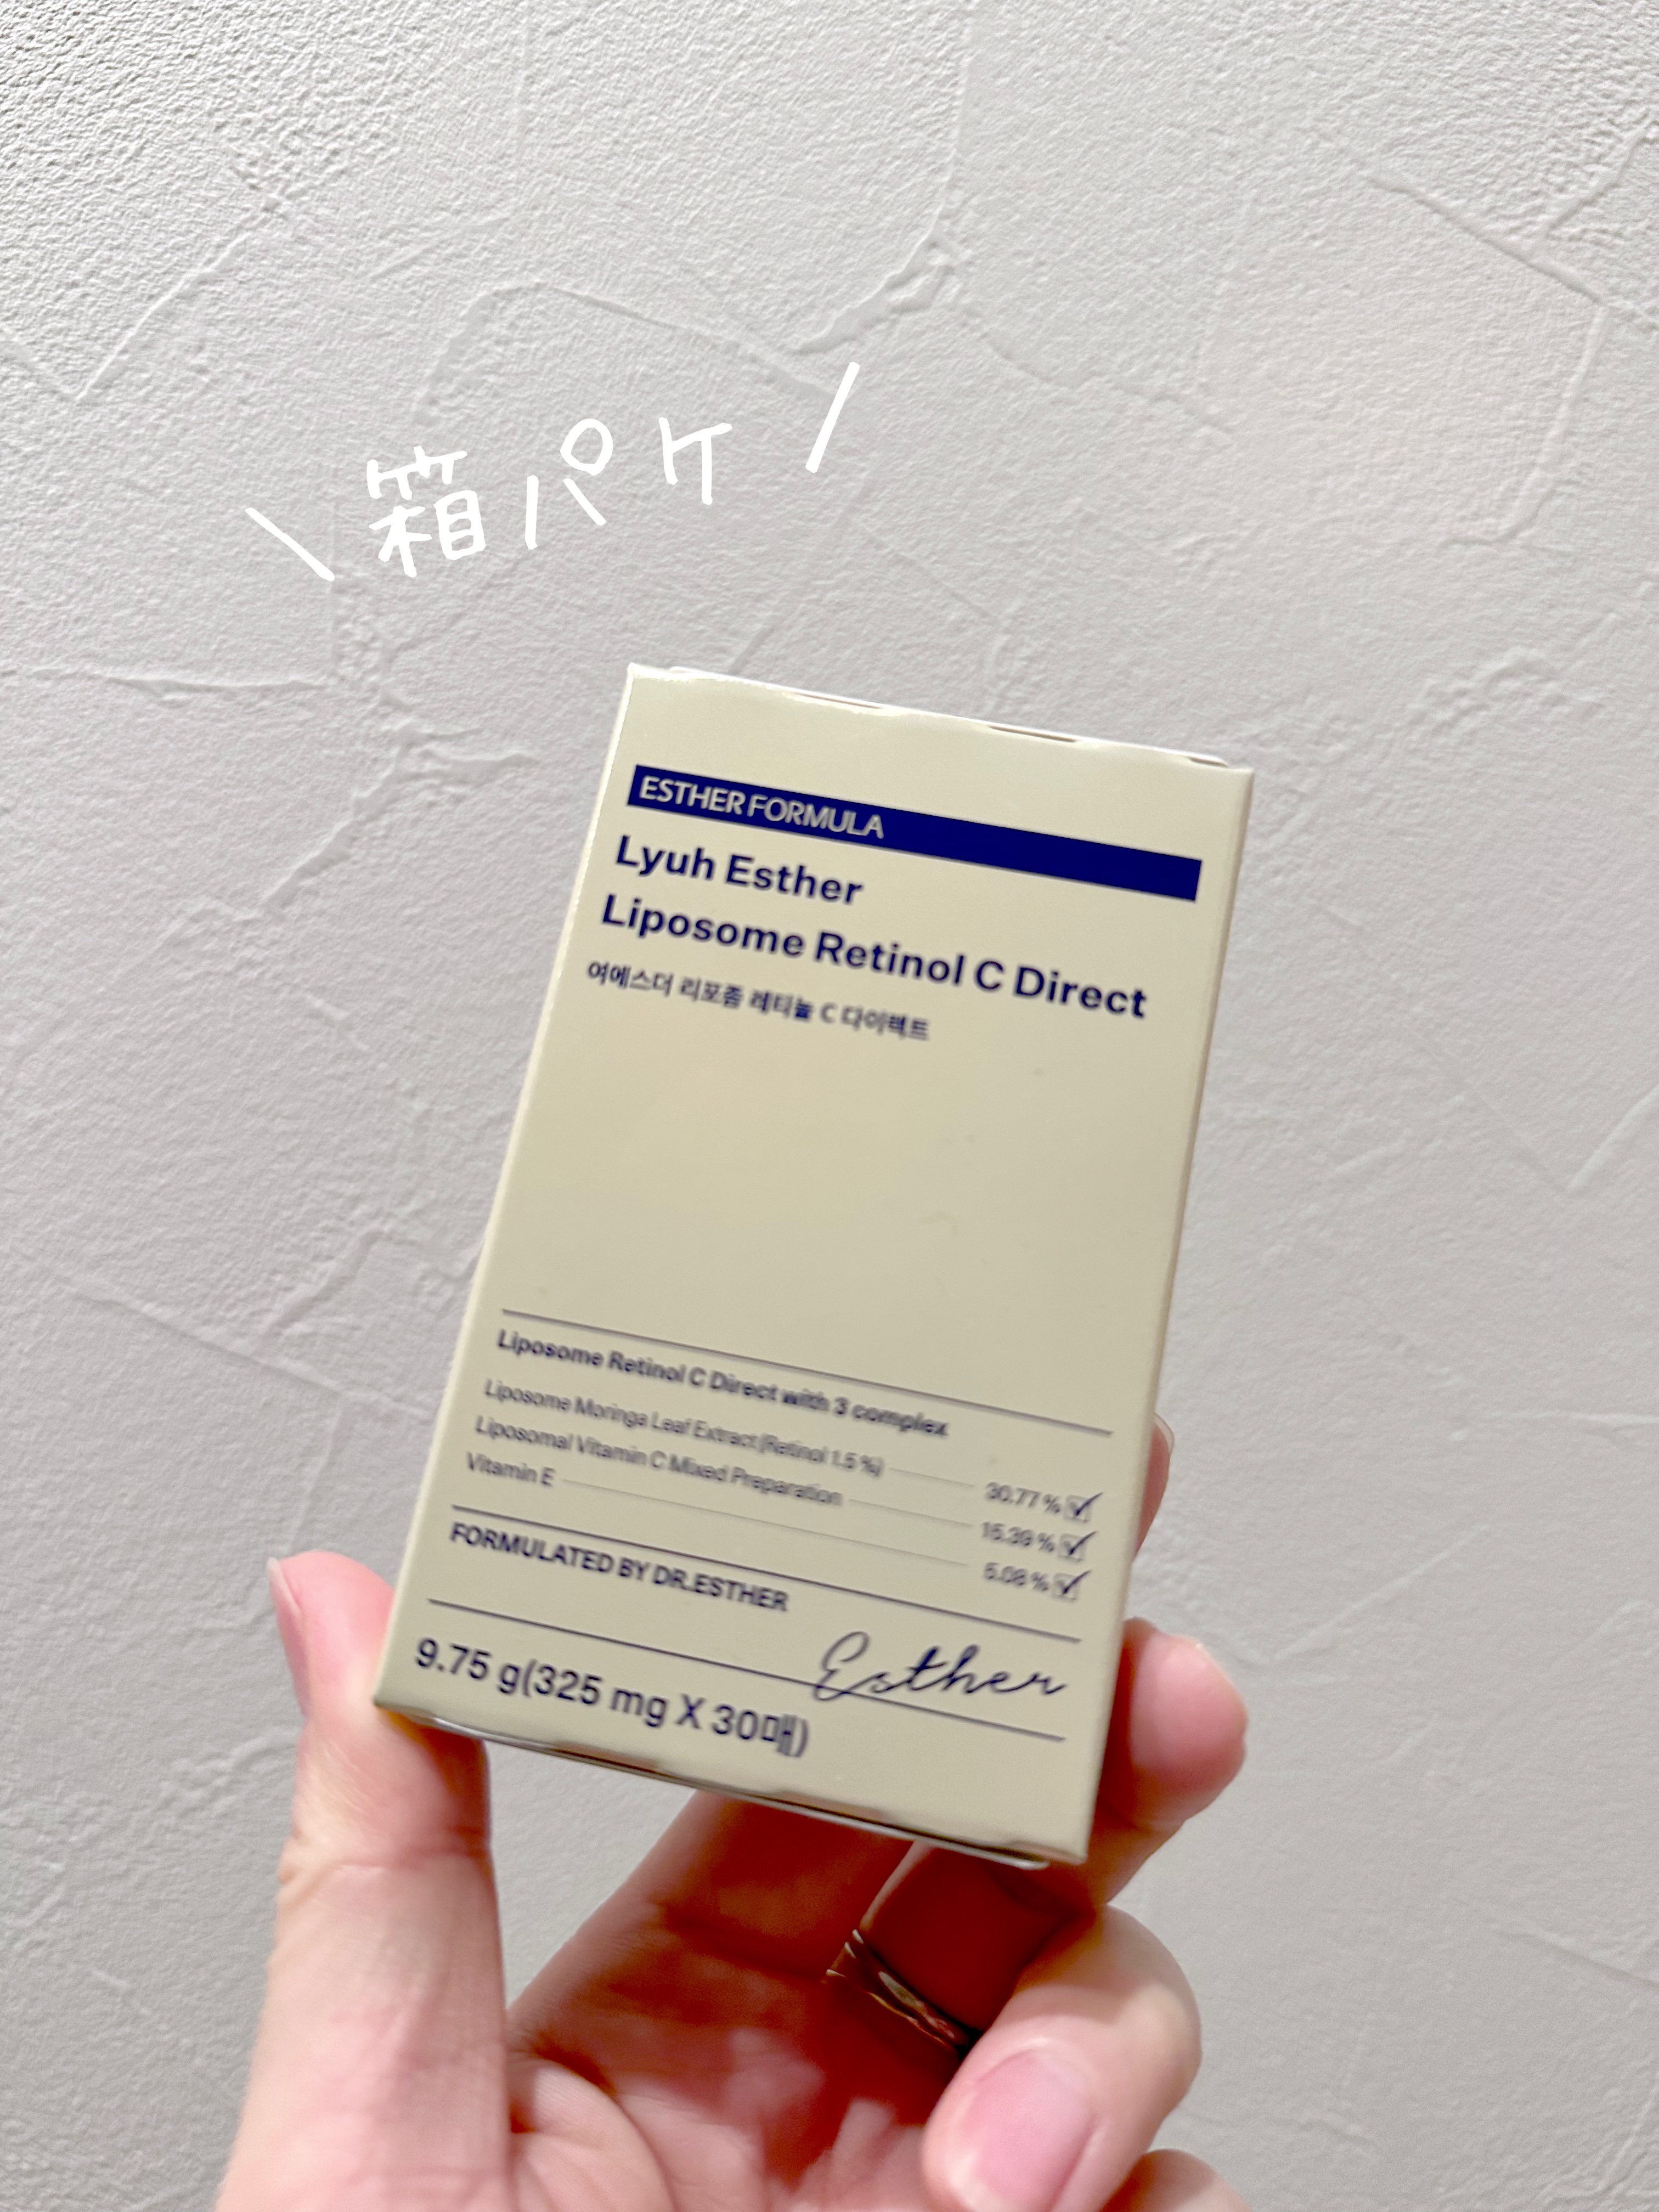 \ 箱パケ /
ESTHER FORMULA
Lyuh Esther
Liposome Retinol C Direct
여에스더 리포좀 레티놀 C 다이렉트
Liposome Retinol C Direct with 3 complex
Liposome Moringa Leaf Extract(Retinol 1.5 %) 30.77 %
Liposomal Vitamin C Mixed Preparation 15.39 %
Vitamin E 5.08 %
FORMULATED BY DR.ESTHER
Esther
9.75 g(325 mg X 30매)